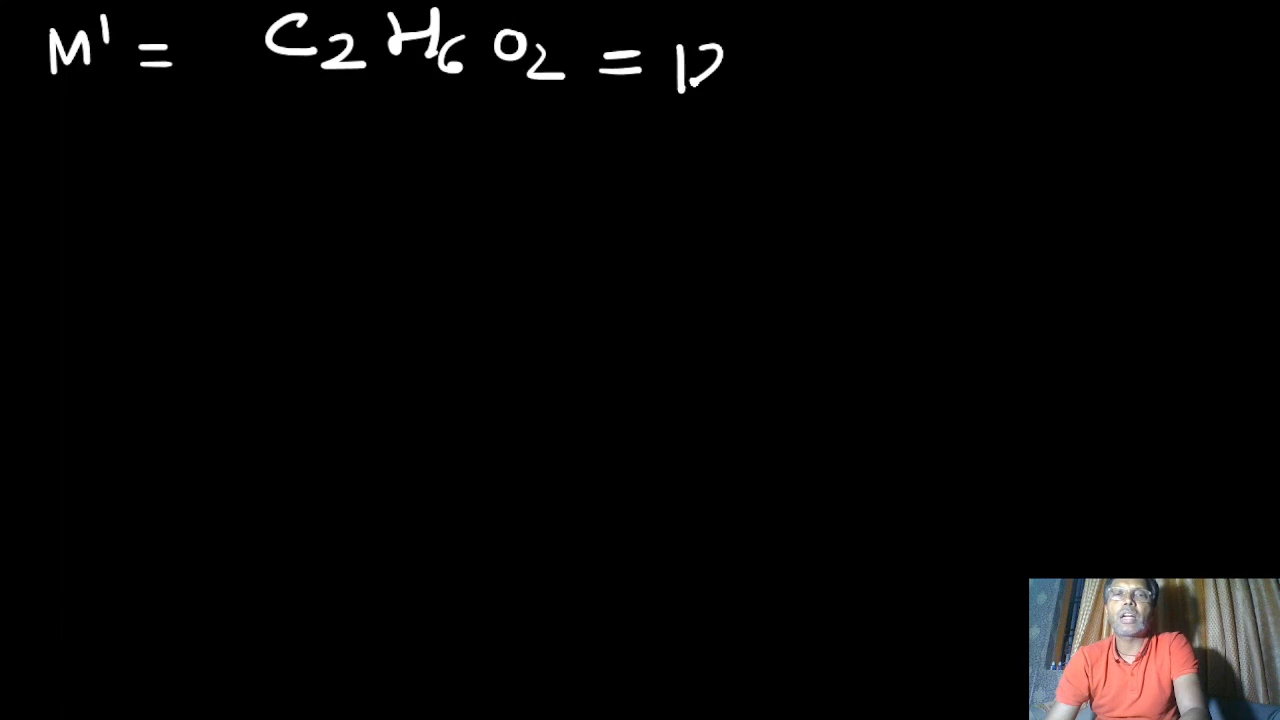 M' = C2H6O2 = 12